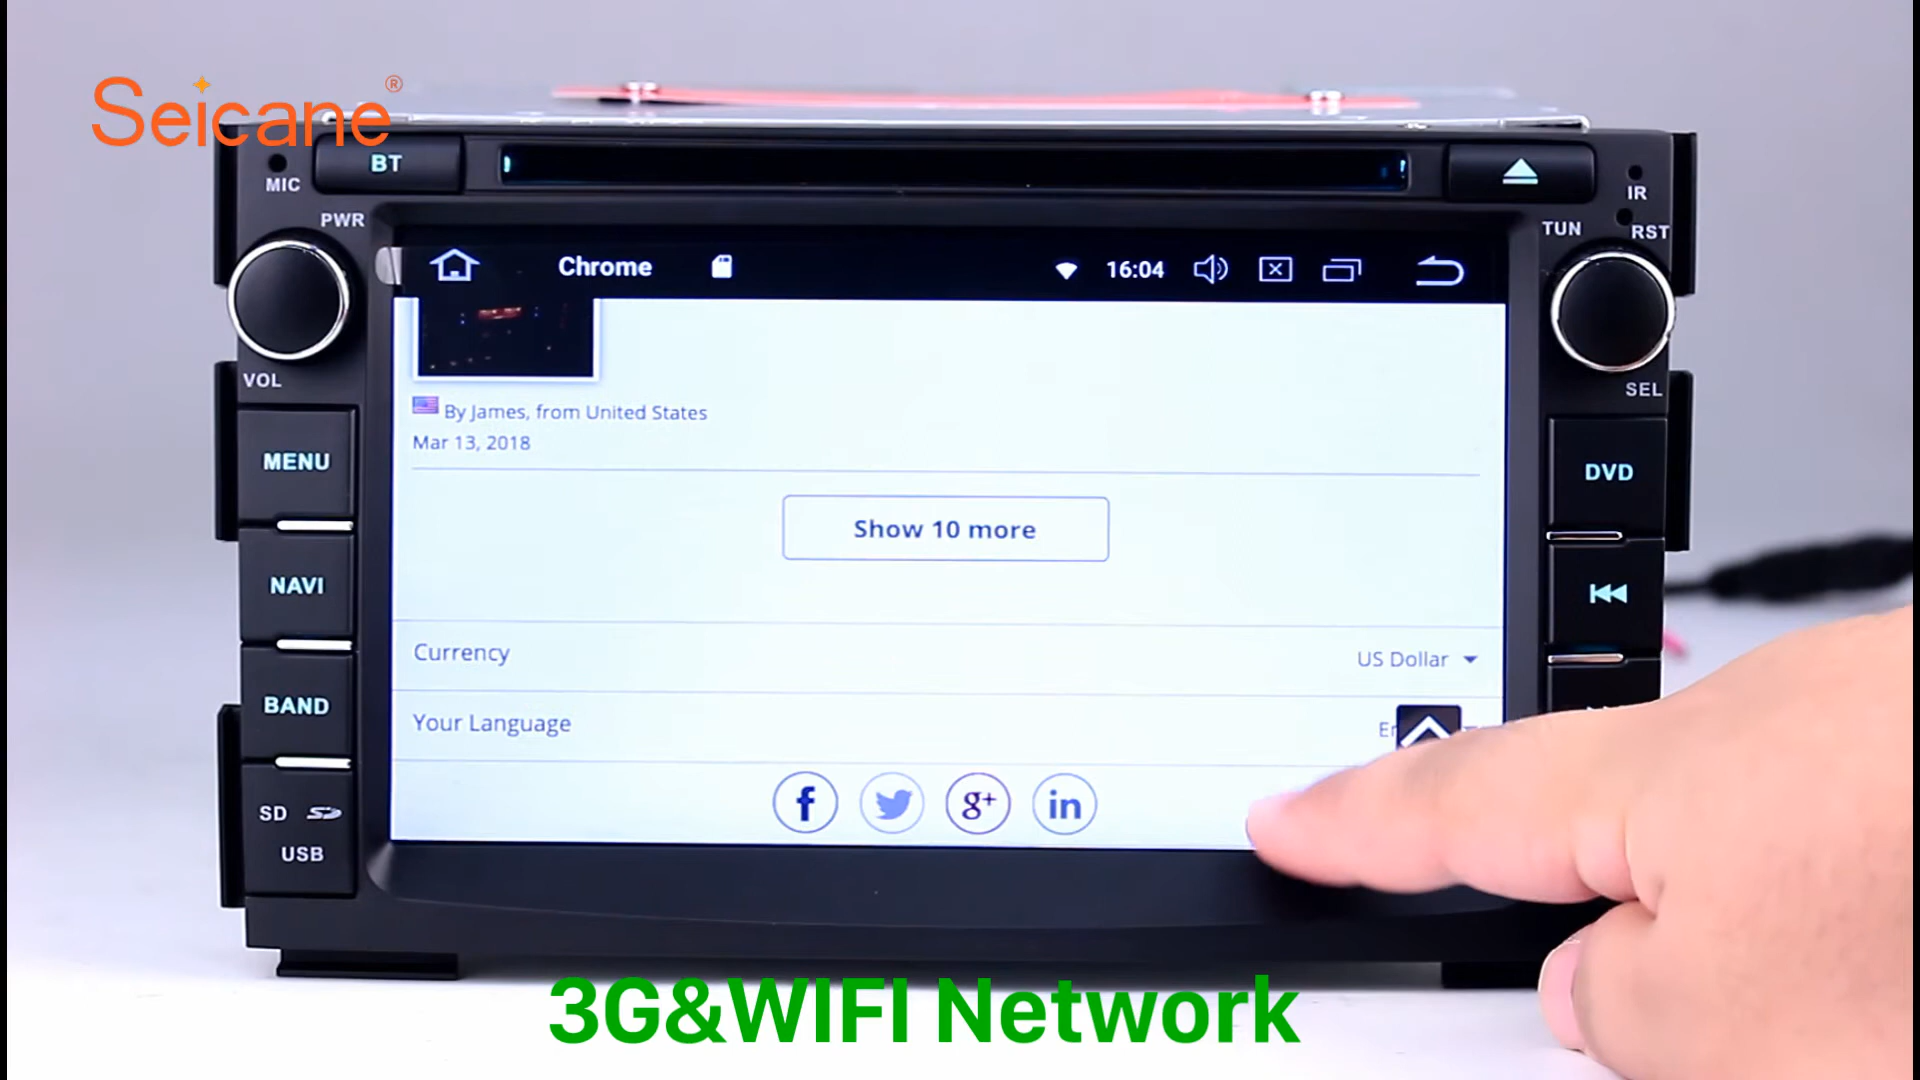 Seicane®
BT
MIC
IR
PWR
TUN
RST
Chrome
16:04
VOL
SEL
By James, from United States
Mar 13, 2018
MENU
DVD
Show 10 more
NAVI
Currency
US Dollar
BAND
Your Language
SD
USB
f
g+
in
3G&WIFI Network